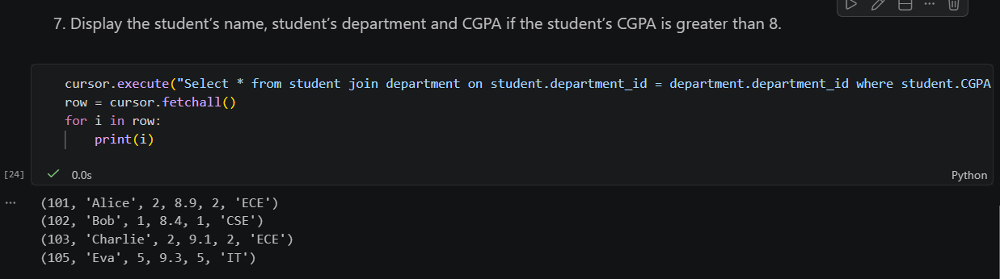 7. Display the student’s name, student’s department and CGPA if the student’s CGPA is greater than 8.
cursor.execute("Select * from student join department on student.department_id = department.department_id where student.CGPA
row = cursor.fetchall()
for i in row:
    print(i)
[24]
0.0s
Python
(101, 'Alice', 2, 8.9, 2, 'ECE')
(102, 'Bob', 1, 8.4, 1, 'CSE')
(103, 'Charlie', 2, 9.1, 2, 'ECE')
(105, 'Eva', 5, 9.3, 5, 'IT')